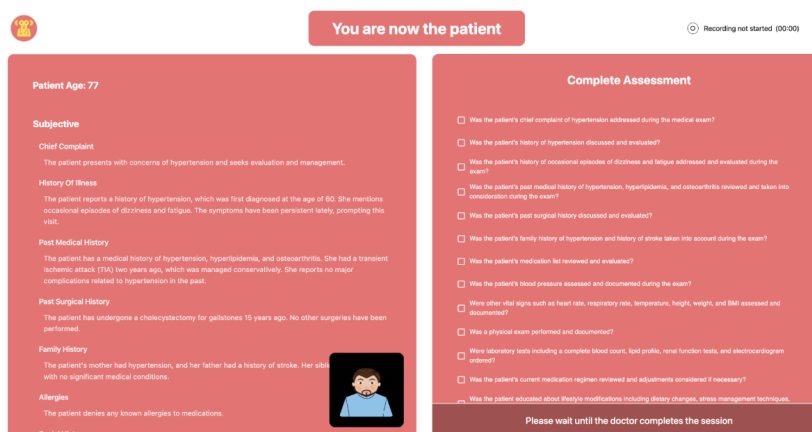 You are now the patient
Recording not started (00:00)
Patient Age: 77
Subjective
Chief Complaint
The patient presents with concerns of hypertension and seeks evaluation and management.
History Of Illness
The patient reports a history of hypertension, which was first diagnosed at the age of 60. She mentions
occasional episodes of dizziness and fatigue. The symptoms have been persistent lately, prompting this
visit.
Past Medical History
The patient has a medical history of hypertension, hyperlipidemia, and osteoarthritis. She had a transient
ischemic attack (TIA) two years ago, which was managed conservatively. She reports no major
complications related to hypertension in the past.
Past Surgical History
The patient has undergone a cholecystectomy for gallstones 15 years ago. No other surgeries have been
performed.
Family History
The patient's mother had hypertension, and her father had a history of stroke. Her
with no significant medical conditions.
Allergies
The patient denies any known allergies to medications.
Complete Assessment
Was the patient's chief complaint of hypertension addressed during the medical exam?
Was the patient's history of hypertension discussed and evaluated?
Was the patient's history of occasional episodes of dizziness and fatigue addressed and evaluated during the
exam?
Was the patient's past medical history of hypertension, hyperlipidemia, and osteoarthritis reviewed and taken into
consideration during the exam?
Was the patient's past surgical history discussed and evaluated?
Was the patient's family history of hypertension and history of stroke taken into account during the exam?
Was the patient's medication list reviewed and evaluated?
Was the patient's blood pressure assessed and documented during the exam?
Were other vital signs such as heart rate, respiratory rate, temperature, height, weight, and BMI assessed and
documented?
Was a physical exam performed and documented?
Were laboratory tests including a complete blood count, lipid profile, renal function tests, and electrocardiogram
ordered?
Was the patient's current medication regimen reviewed and adjustments considered if necessary?
Was the patient educated about lifestyle modifications including dietary changes, stress management techniques,
Please wait until the doctor completes the session